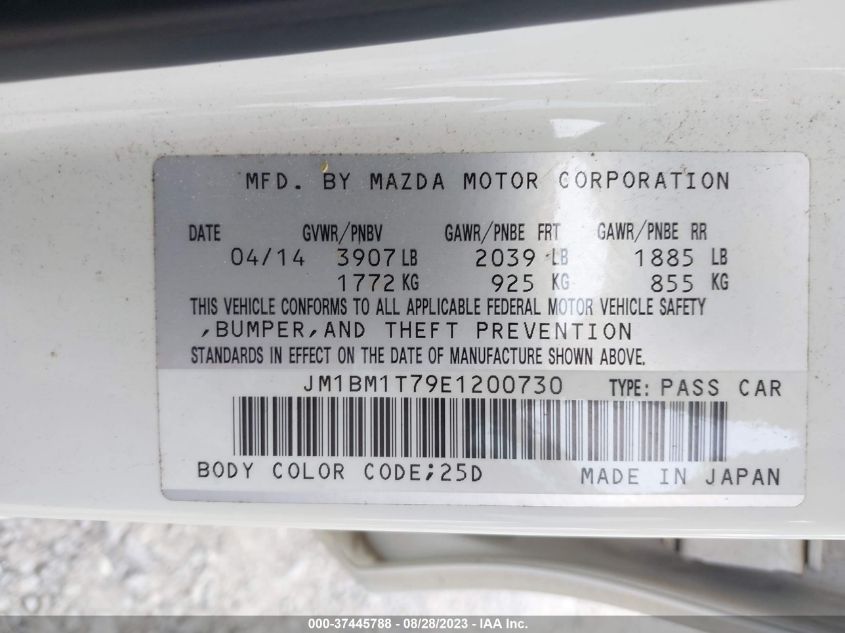 MFD. BY MAZDA MOTOR CORPORATION
DATE GVWR/PNBV GAWR/PNBE FRT GAWR/PNBE RR
04/14 3907 LB 2039 LB 1885 LB
1772 KG 925 KG 855 KG
THIS VEHICLE CONFORMS TO ALL APPLICABLE FEDERAL MOTOR VEHICLE SAFETY
,BUMPER,AND THEFT PREVENTION
STANDARDS IN EFFECT ON THE DATE OF MANUFACTURE SHOWN ABOVE.
JM1BM1T79E1200730 TYPE: PASS CAR
BODY COLOR CODE;25D MADE IN JAPAN
000-37445788 - 08/28/2023 - IAA Inc.